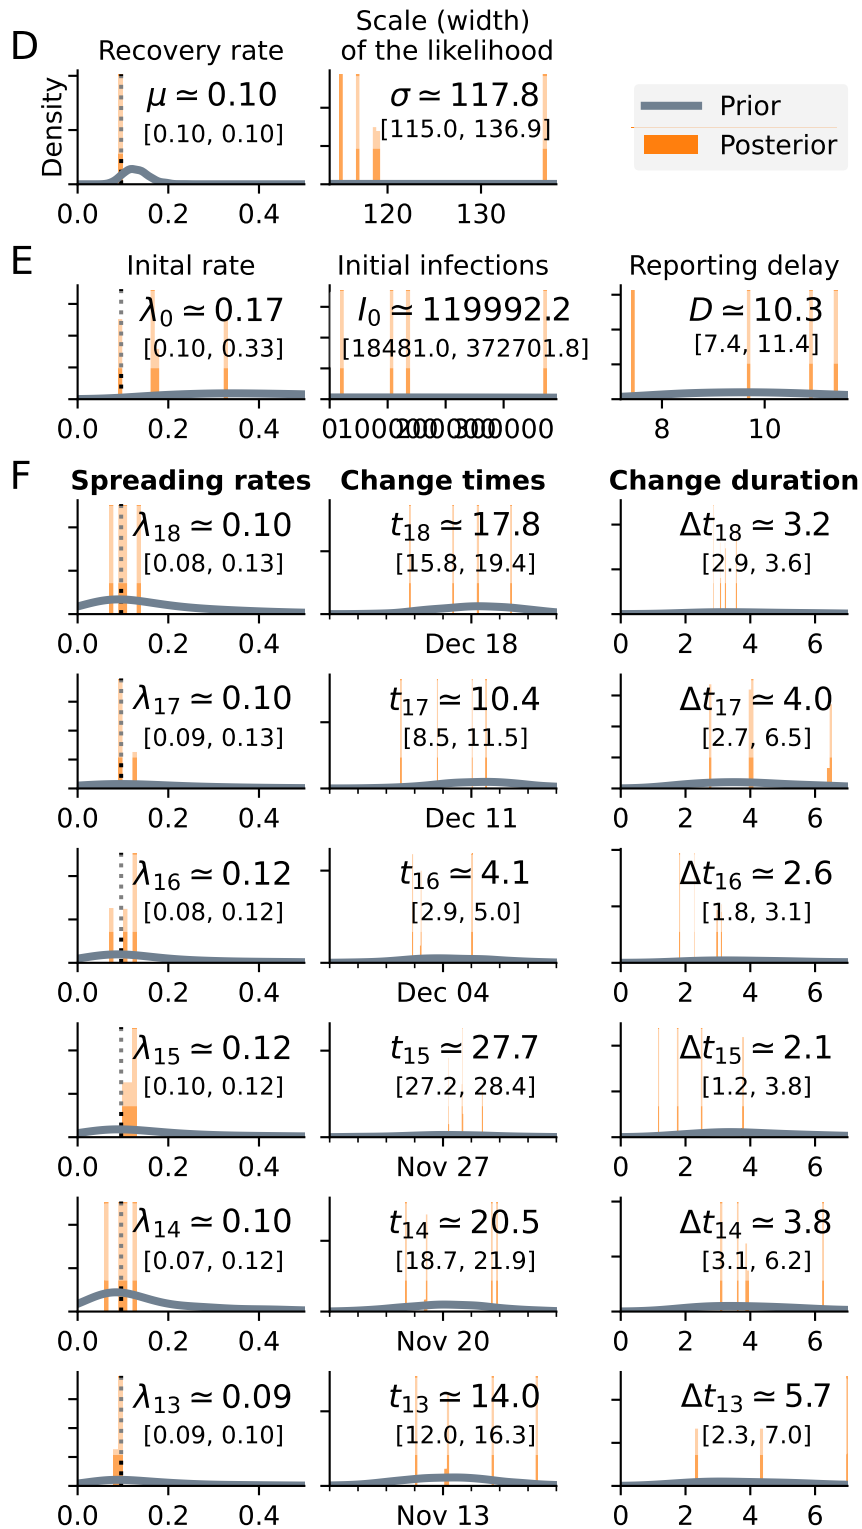 D
Recovery rate
Density
μ ≃ 0.10
[0.10, 0.10]
0.0 0.2 0.4
Scale (width)
of the likelihood
σ ≃ 117.8
[115.0, 136.9]
120 130
Prior
Posterior
E
Inital rate
λ0 ≃ 0.17
[0.10, 0.33]
0.0 0.2 0.4
Initial infections
I0 ≃ 119992.2
[18481.0, 372701.8]
0 100000 200000 300000
Reporting delay
D ≃ 10.3
[7.4, 11.4]
8 10
F
Spreading rates Change times Change duration
λ18 ≃ 0.10 t18 ≃ 17.8 Δt18 ≃ 3.2
[0.08, 0.13] [15.8, 19.4] [2.9, 3.6]
0.0 0.2 0.4 Dec 18 0 2 4 6
λ17 ≃ 0.10 t17 ≃ 10.4 Δt17 ≃ 4.0
[0.09, 0.13] [8.5, 11.5] [2.7, 6.5]
0.0 0.2 0.4 Dec 11 0 2 4 6
λ16 ≃ 0.12 t16 ≃ 4.1 Δt16 ≃ 2.6
[0.08, 0.12] [2.9, 5.0] [1.8, 3.1]
0.0 0.2 0.4 Dec 04 0 2 4 6
λ15 ≃ 0.12 t15 ≃ 27.7 Δt15 ≃ 2.1
[0.10, 0.12] [27.2, 28.4] [1.2, 3.8]
0.0 0.2 0.4 Nov 27 0 2 4 6
λ14 ≃ 0.10 t14 ≃ 20.5 Δt14 ≃ 3.8
[0.07, 0.12] [18.7, 21.9] [3.1, 6.2]
0.0 0.2 0.4 Nov 20 0 2 4 6
λ13 ≃ 0.09 t13 ≃ 14.0 Δt13 ≃ 5.7
[0.09, 0.10] [12.0, 16.3] [2.3, 7.0]
0.0 0.2 0.4 Nov 13 0 2 4 6